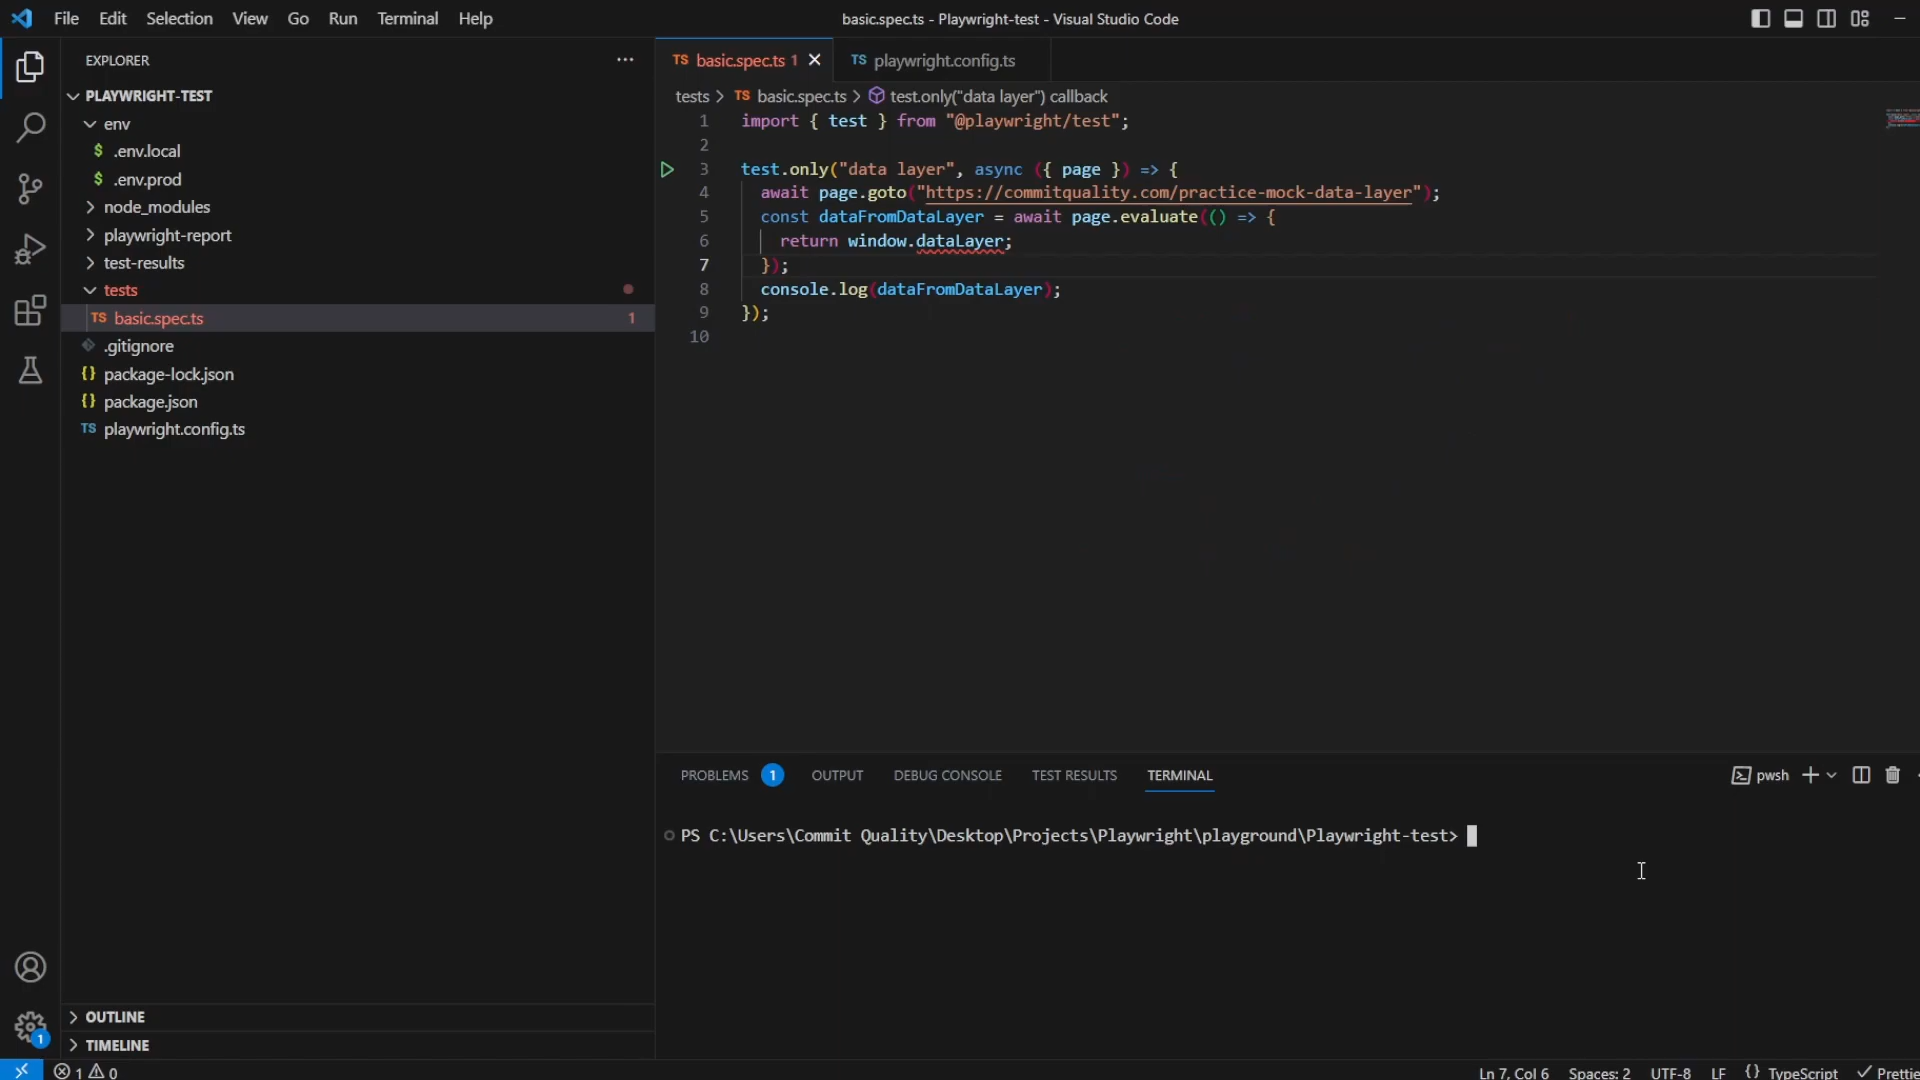 File Edit Selection View Go Run Terminal Help
basic.spec.ts - Playwright-test - Visual Studio Code
EXPLORER
PLAYWRIGHT-TEST
env
$ .env.local
$ .env.prod
node_modules
playwright-report
test-results
tests
TS basic.spec.ts 1
.gitignore
{} package-lock.json
{} package.json
TS playwright.config.ts
OUTLINE
TIMELINE
TS basic.spec.ts 1
TS playwright.config.ts
tests > TS basic.spec.ts > test.only("data layer") callback
1 import { test } from "@playwright/test";
2
3 test.only("data layer", async ({ page }) => {
4 await page.goto("https://commitquality.com/practice-mock-data-layer");
5 const dataFromDataLayer = await page.evaluate(() => {
6 return window.dataLayer;
7 });
8 console.log(dataFromDataLayer);
9 });
10
PROBLEMS 1 OUTPUT DEBUG CONSOLE TEST RESULTS TERMINAL
pwsh
PS C:\Users\Commit Quality\Desktop\Projects\Playwright\playground\Playwright-test>
1
1 0
Ln 7, Col 6 Spaces: 2 UTF-8 LF {} TypeScript Prettie